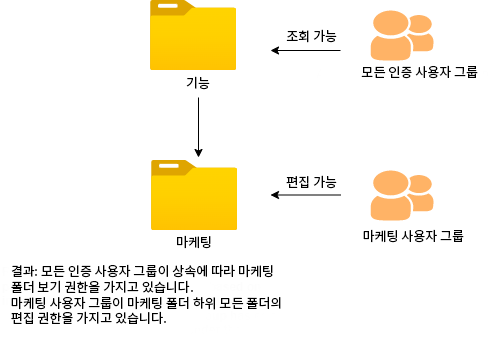 조회 가능
기능
모든 인증 사용자 그룹
편집 가능
마케팅
마케팅 사용자 그룹
결과: 모든 인증 사용자 그룹이 상속에 따라 마케팅
폴더 보기 권한을 가지고 있습니다.
마케팅 사용자 그룹이 마케팅 폴더 하위 모든 폴더의
편집 권한을 가지고 있습니다.